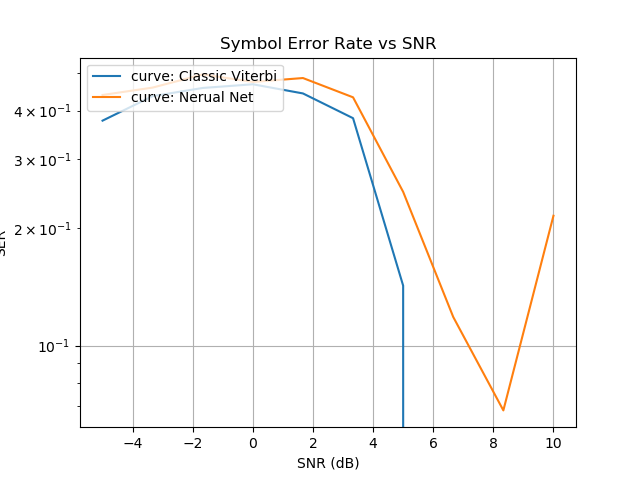 Symbol Error Rate vs SNR
curve: Classic Viterbi
curve: Nerual Net
4 × 10⁻¹
3 × 10⁻¹
2 × 10⁻¹
10⁻¹
SER
−4 −2 0 2 4 6 8 10
SNR (dB)